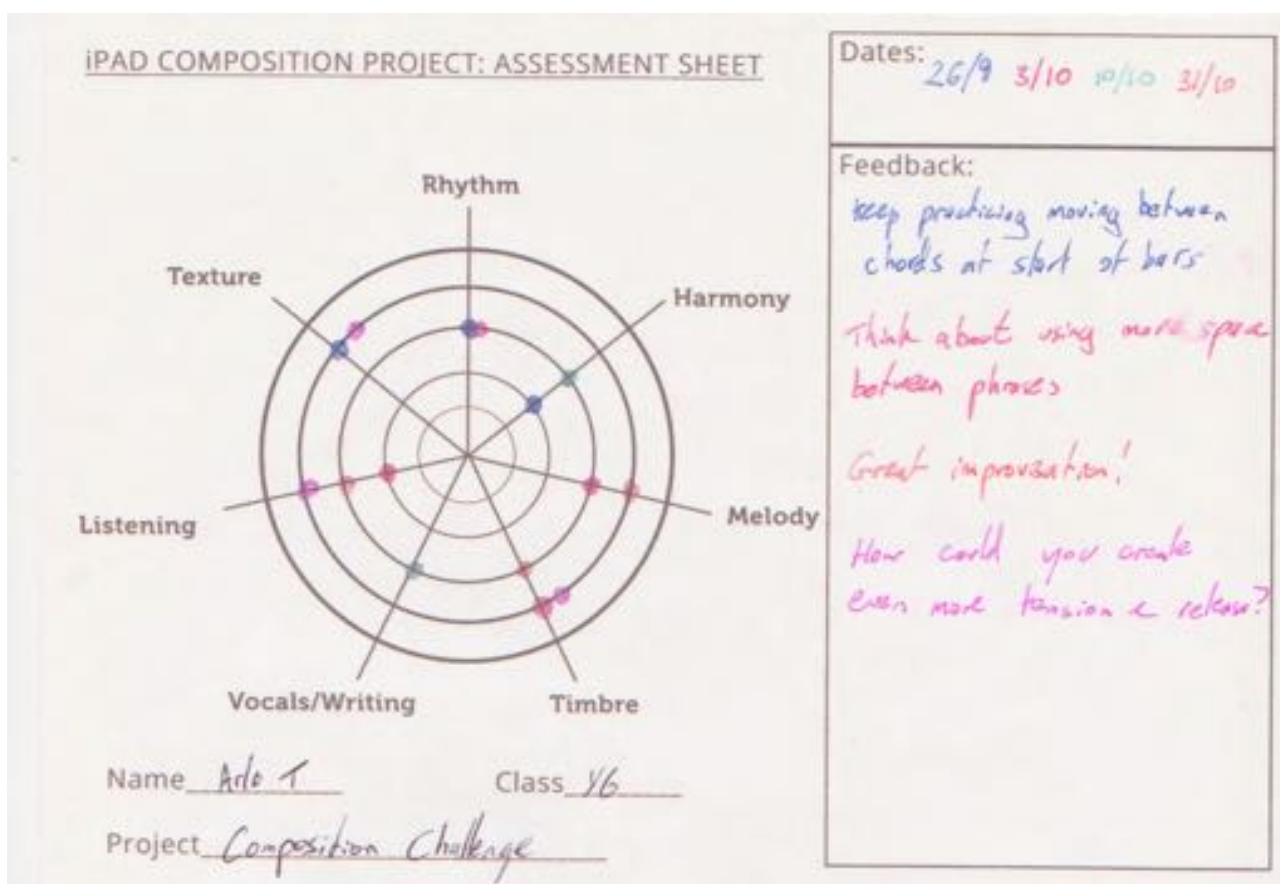 iPAD COMPOSITION PROJECT: ASSESSMENT SHEET
Dates: 26/9 3/10 10/10 31/10
Feedback:
keep practicing moving between
chords at start of bars
Think about using more space
between phrases
Great improvisation!
How could you create
even more tension & release?
Rhythm
Texture
Harmony
Listening
Melody
Vocals/Writing
Timbre
Name Arlo T
Class Y6
Project Composition Challenge